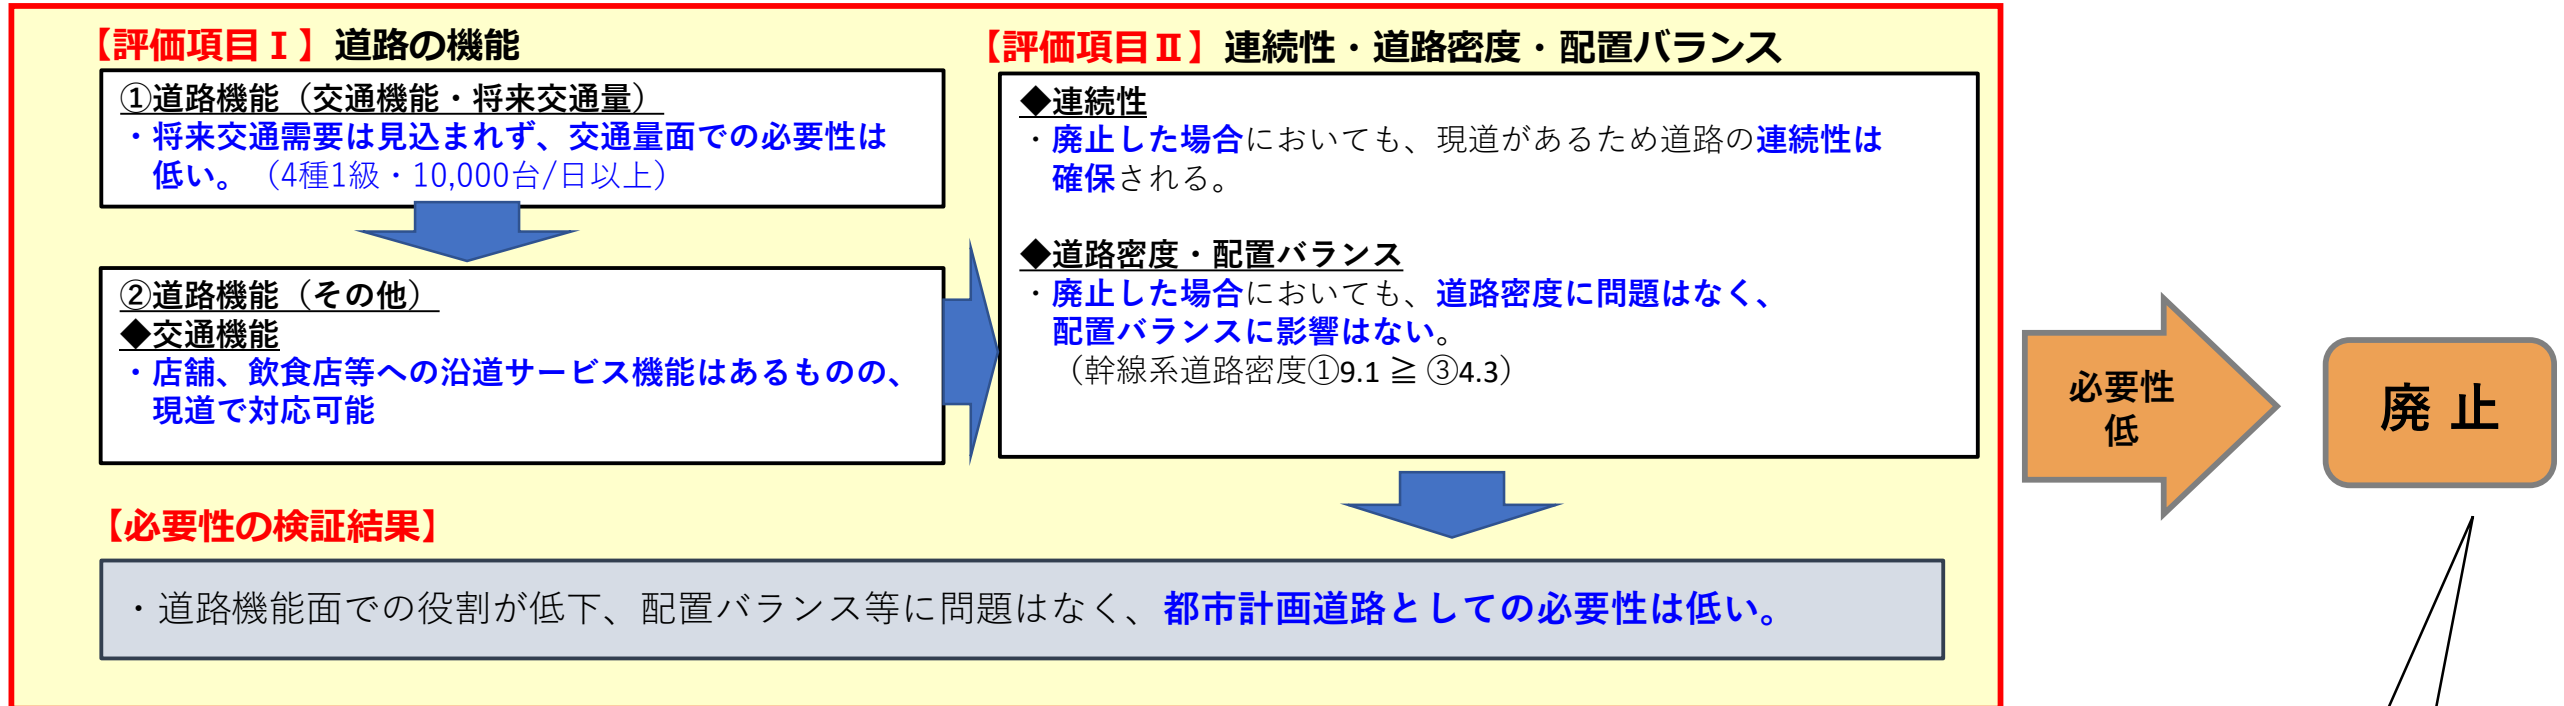 【評価項目Ⅰ】道路の機能
①道路機能（交通機能・将来交通量）
・将来交通需要は見込まれず、交通量面での必要性は
低い。（4種1級・10,000台/日以上）
②道路機能（その他）
◆交通機能
・店舗、飲食店等への沿道サービス機能はあるものの、
現道で対応可能
【評価項目Ⅱ】連続性・道路密度・配置バランス
◆連続性
・廃止した場合においても、現道があるため道路の連続性は
確保される。
◆道路密度・配置バランス
・廃止した場合においても、道路密度に問題はなく、
配置バランスに影響はない。
（幹線系道路密度①9.1 ≧ ③4.3）
【必要性の検証結果】
・道路機能面での役割が低下、配置バランス等に問題はなく、都市計画道路としての必要性は低い。
必要性
低
廃 止